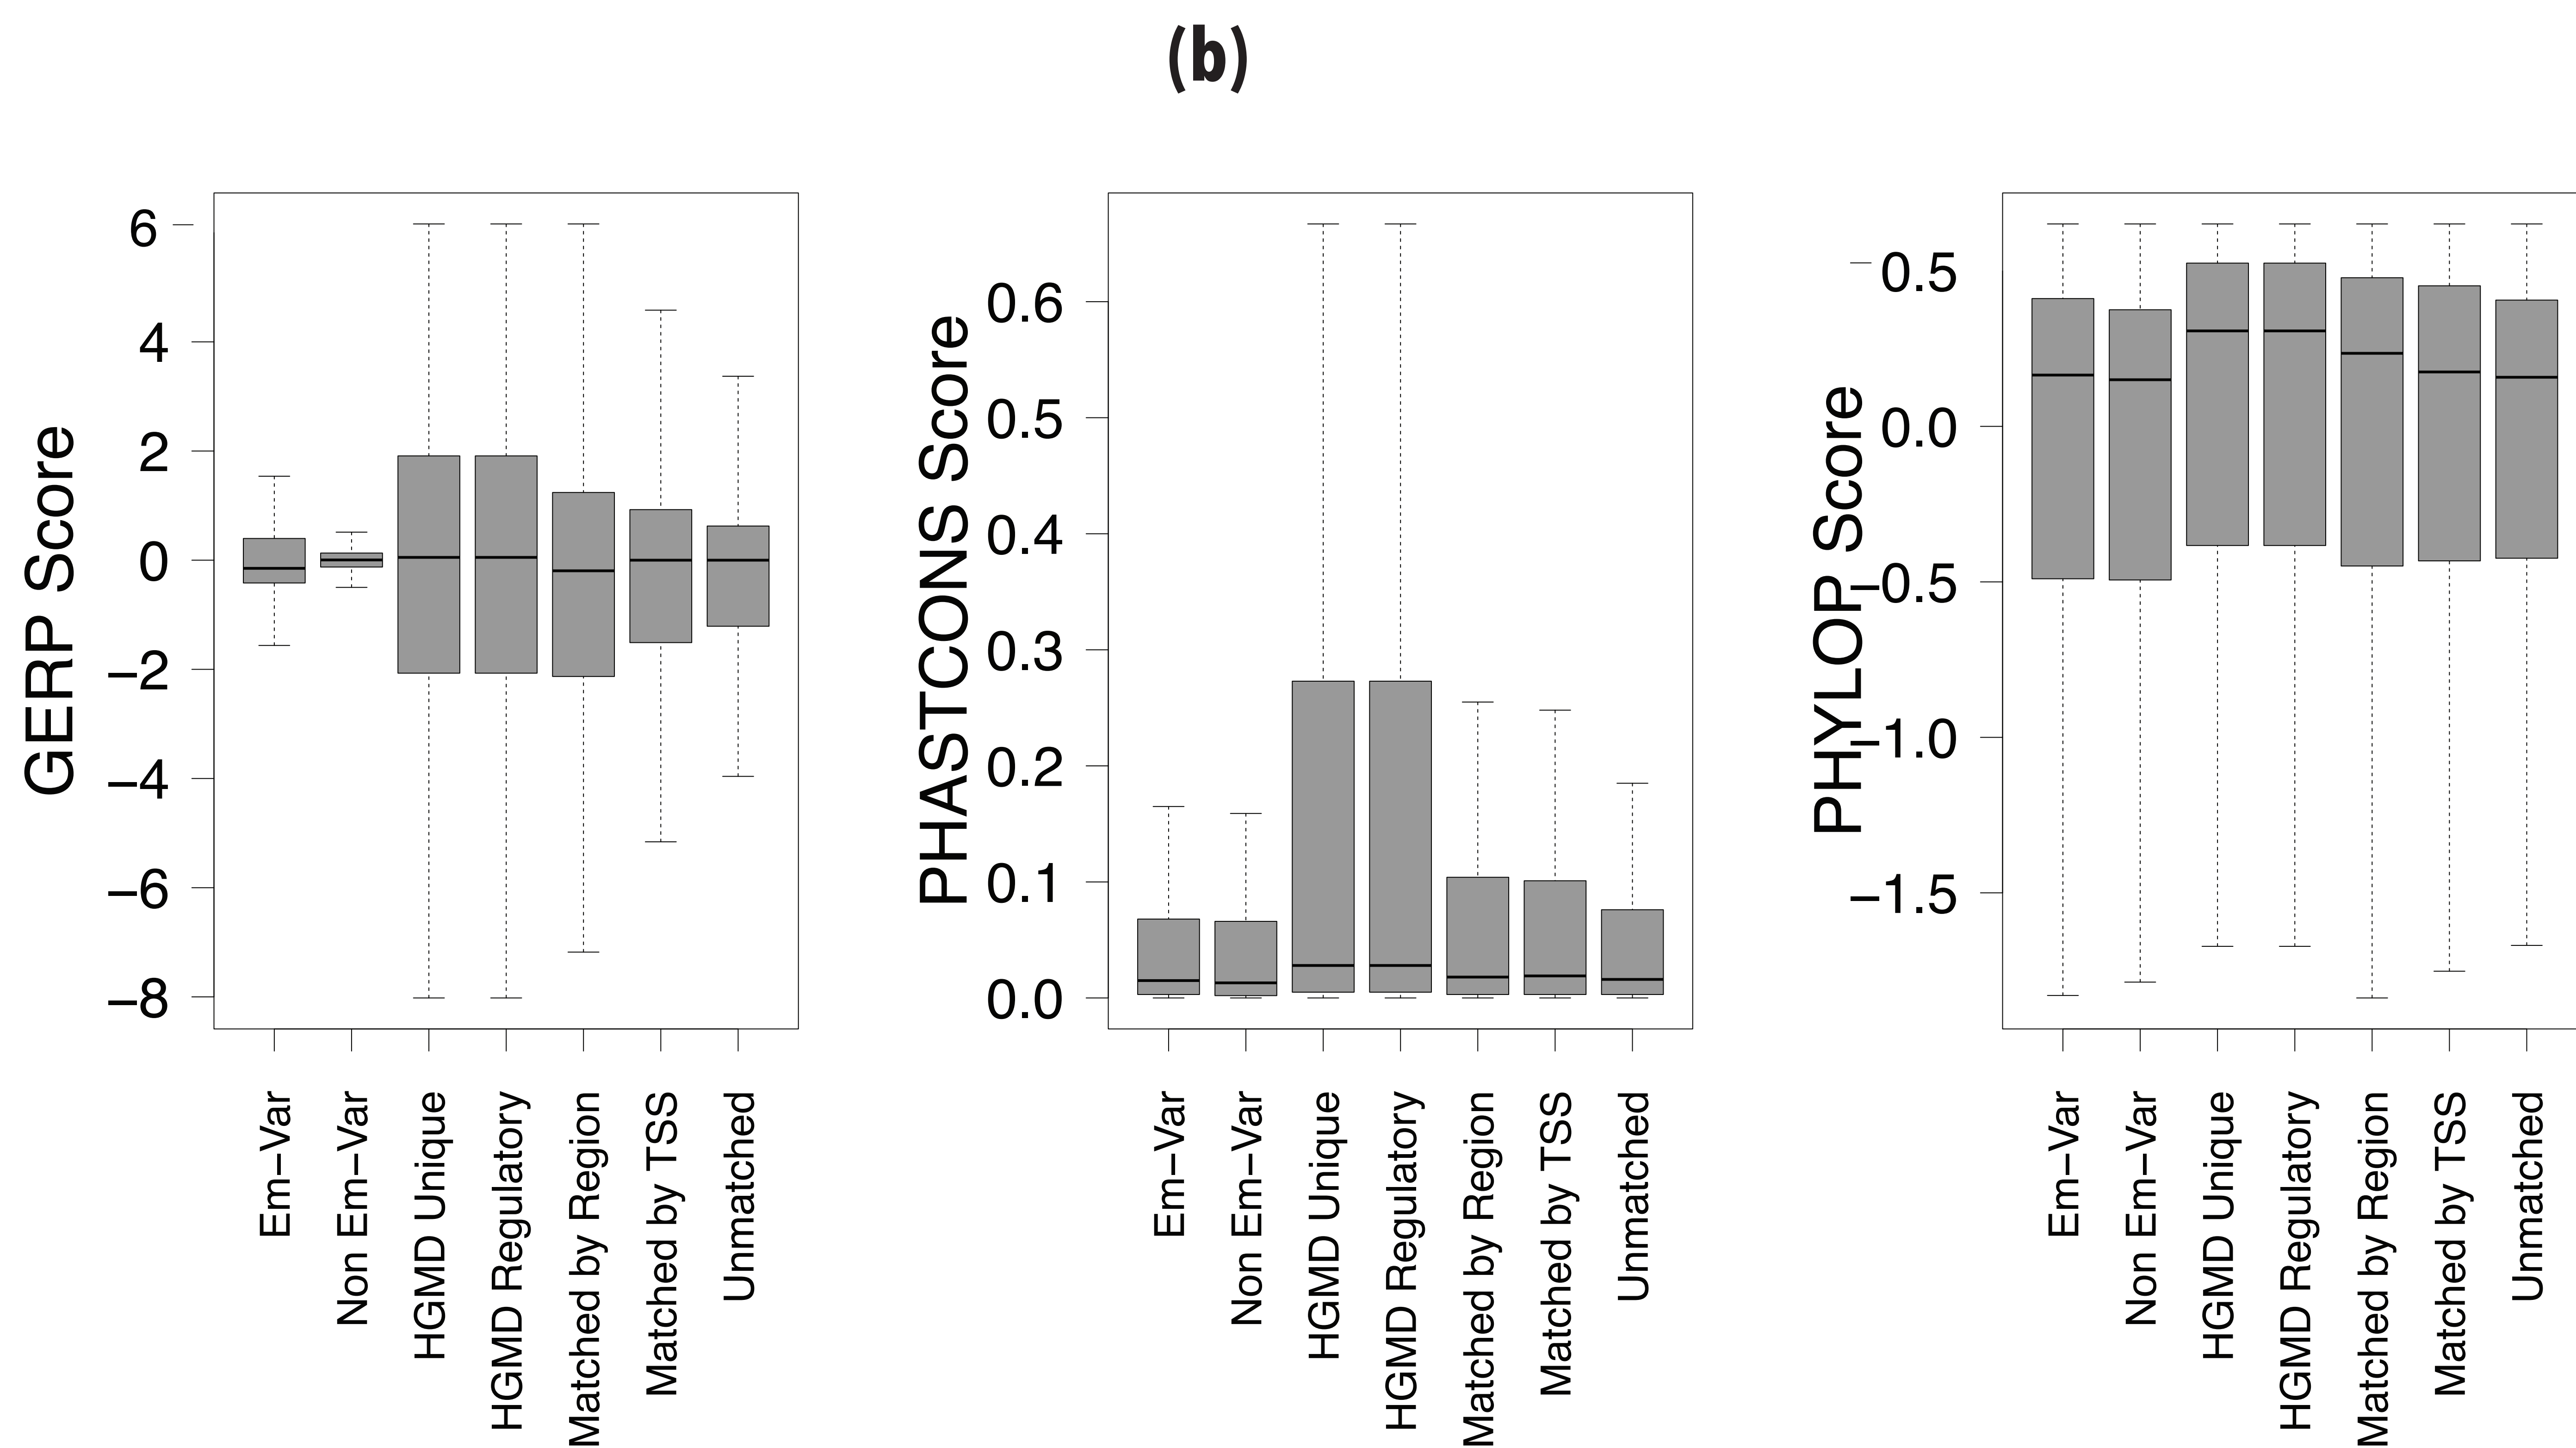 (b)
GERP Score
6
4
2
0
−2
−4
−6
−8
Em−Var
Non Em−Var
HGMD Unique
HGMD Regulatory
Matched by Region
Matched by TSS
Unmatched
PHASTCONS Score
0.6
0.5
0.4
0.3
0.2
0.1
0.0
Em−Var
Non Em−Var
HGMD Unique
HGMD Regulatory
Matched by Region
Matched by TSS
Unmatched
PHYLOP Score
0.5
0.0
−0.5
−1.0
−1.5
Em−Var
Non Em−Var
HGMD Unique
HGMD Regulatory
Matched by Region
Matched by TSS
Unmatched